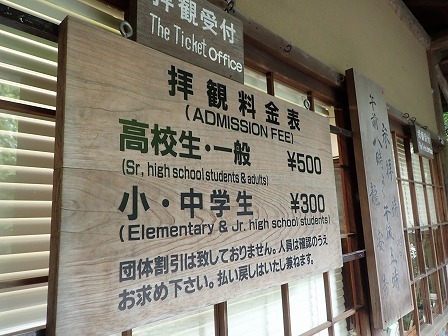 拝観受付
The Ticket Office
拝観料金表
(ADMISSION FEE)
高校生・一般 ¥500
(Sr, high school students & adults)
小・中学生 ¥300
(Elementary & Jr. high school students)
団体割引は致しておりません。人員は確認のうえ
お求め下さい。払い戻しはいたし兼ねます。